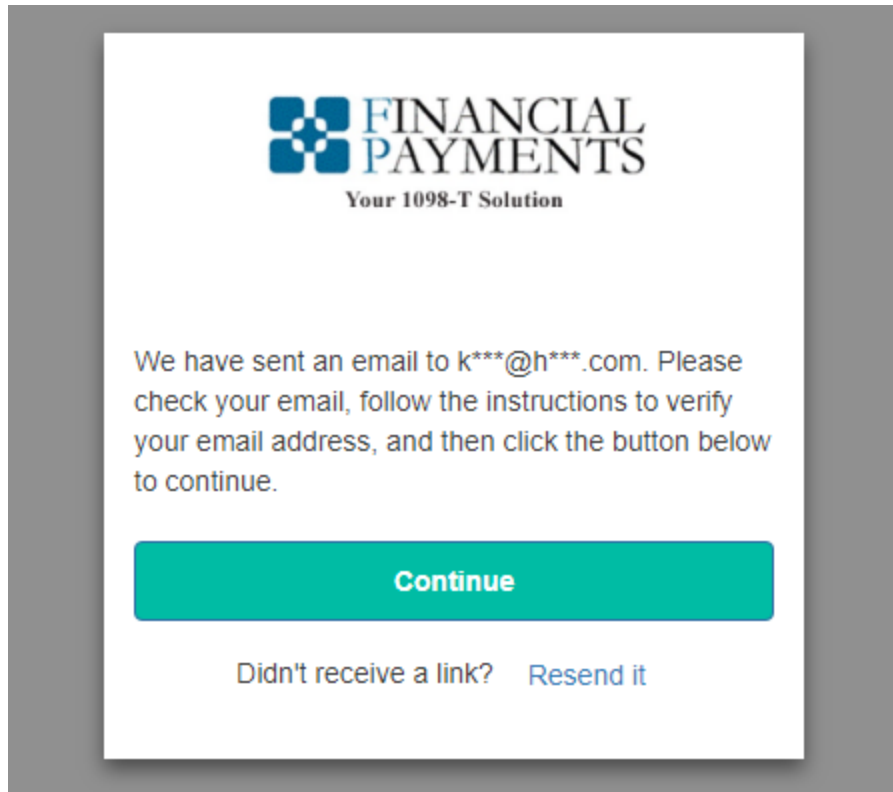 FINANCIAL
PAYMENTS
Your 1098-T Solution
We have sent an email to k***@h***.com. Please
check your email, follow the instructions to verify
your email address, and then click the button below
to continue.
Continue
Didn't receive a link? Resend it